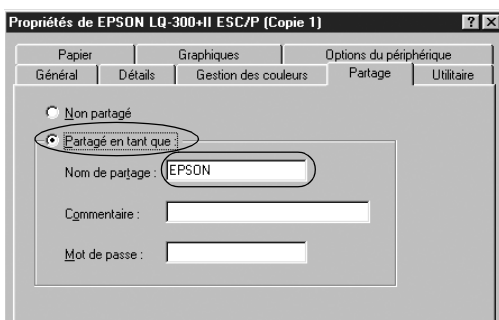 Propriétés de EPSON LQ-300+II ESC/P (Copie 1)
Papier Graphiques Options du périphérique
Général Détails Gestion des couleurs Partage Utilitaire
Non partagé
Partagé en tant que :
Nom de partage : EPSON
Commentaire :
Mot de passe :